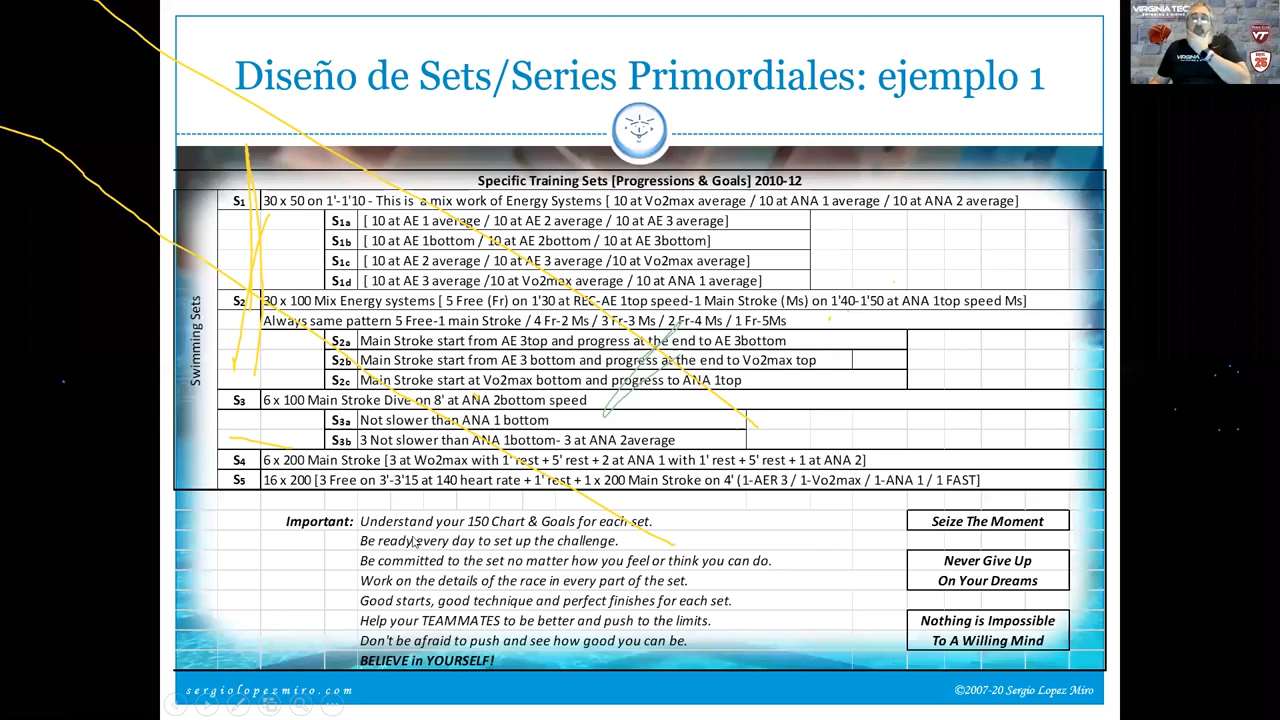 Diseño de Sets/Series Primordiales: ejemplo 1
Specific Training Sets [Progressions & Goals] 2010-12
Swimming Sets
S1 30 x 50 on 1'-1'10 - This is a mix work of Energy Systems [ 10 at Vo2max average / 10 at ANA 1 average / 10 at ANA 2 average]
S1a [ 10 at AE 1 average / 10 at AE 2 average / 10 at AE 3 average]
S1b [ 10 at AE 1bottom / 10 at AE 2bottom / 10 at AE 3bottom]
S1c [ 10 at AE 2 average / 10 at AE 3 average /10 at Vo2max average]
S1d [ 10 at AE 3 average /10 at Vo2max average / 10 at ANA 1 average]
S2 30 x 100 Mix Energy systems [ 5 Free (Fr) on 1'30 at REC-AE 1top speed-1 Main Stroke (Ms) on 1'40-1'50 at ANA 1top speed Ms]
Always same pattern 5 Free-1 main Stroke / 4 Fr-2 Ms / 3 Fr-3 Ms / 2 Fr-4 Ms / 1 Fr-5Ms
S2a Main Stroke start from AE 3top and progress at the end to AE 3bottom
S2b Main Stroke start from AE 3 bottom and progress at the end to Vo2max top
S2c Main Stroke start at Vo2max bottom and progress to ANA 1top
S3 6 x 100 Main Stroke Dive on 8' at ANA 2bottom speed
S3a Not slower than ANA 1 bottom
S3b 3 Not slower than ANA 1bottom- 3 at ANA 2average
S4 6 x 200 Main Stroke [3 at Wo2max with 1' rest + 5' rest + 2 at ANA 1 with 1' rest + 5' rest + 1 at ANA 2]
S5 16 x 200 [3 Free on 3'-3'15 at 140 heart rate + 1' rest + 1 x 200 Main Stroke on 4' (1-AER 3 / 1-Vo2max / 1-ANA 1 / 1 FAST]
Important: Understand your 150 Chart & Goals for each set.
Be ready every day to set up the challenge.
Be committed to the set no matter how you feel or think you can do.
Work on the details of the race in every part of the set.
Good starts, good technique and perfect finishes for each set.
Help your TEAMMATES to be better and push to the limits.
Don't be afraid to push and see how good you can be.
BELIEVE in YOURSELF!
Seize The Moment
Never Give Up
On Your Dreams
Nothing is Impossible
To A Willing Mind
sergiolopezmiro.com
©2007-20 Sergio Lopez Miro
VIRGINIA TEC
VT